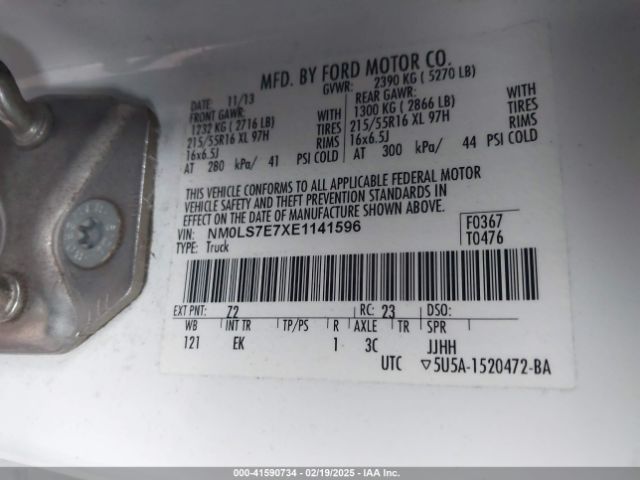 MFD. BY FORD MOTOR CO.
DATE: 11/13 GVWR: 2390 KG ( 5270 LB)
FRONT GAWR: REAR GAWR:
1232 KG ( 2716 LB) WITH 1300 KG ( 2866 LB) WITH
215/55R16 XL 97H TIRES 215/55R16 XL 97H TIRES
16x6.5J RIMS 16x6.5J RIMS
AT 280 kPa/ 41 PSI COLD AT 300 kPa/ 44 PSI COLD
THIS VEHICLE CONFORMS TO ALL APPLICABLE FEDERAL MOTOR
VEHICLE SAFETY AND THEFT PREVENTION STANDARDS IN
EFFECT ON THE DATE OF MANUFACTURE SHOWN ABOVE.
VIN: NM0LS7E7XE1141596 F0367
TYPE: Truck T0476
EXT PNT: Z2 RC: 23 DSO:
WB INT TR TP/PS R AXLE TR SPR
121 EK 1 3C JJHH
UTC ▽5U5A-1520472-BA
000-41590734 - 02/19/2025 - IAA Inc.